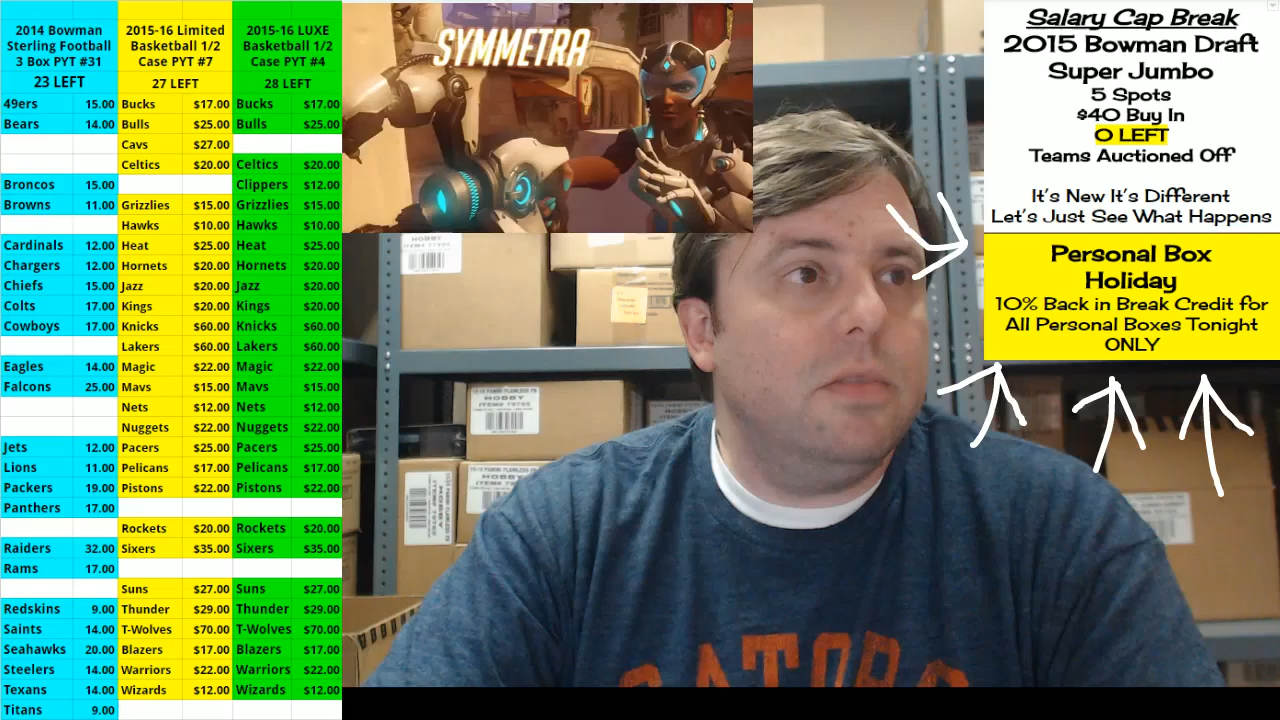 2014 Bowman
Sterling Football
3 Box PYT #31
23 LEFT
49ers 15.00
Bears 14.00
Broncos 15.00
Browns 11.00
Cardinals 12.00
Chargers 12.00
Chiefs 15.00
Colts 17.00
Cowboys 17.00
Eagles 14.00
Falcons 25.00
Jets 12.00
Lions 11.00
Packers 19.00
Panthers 17.00
Raiders 32.00
Rams 17.00
Redskins 9.00
Saints 14.00
Seahawks 20.00
Steelers 14.00
Texans 14.00
Titans 9.00
2015-16 Limited
Basketball 1/2
Case PYT #7
27 LEFT
Bucks $17.00
Bulls $25.00
Cavs $27.00
Celtics $20.00
Grizzlies $15.00
Hawks $10.00
Heat $25.00
Hornets $20.00
Jazz $20.00
Kings $20.00
Knicks $60.00
Lakers $60.00
Magic $22.00
Mavs $15.00
Nets $12.00
Nuggets $22.00
Pacers $25.00
Pelicans $17.00
Pistons $22.00
Rockets $20.00
Sixers $35.00
Suns $27.00
Thunder $29.00
T-Wolves $70.00
Blazers $17.00
Warriors $22.00
Wizards $12.00
2015-16 LUXE
Basketball 1/2
Case PYT #4
28 LEFT
Bucks $17.00
Bulls $25.00
Celtics $20.00
Clippers $12.00
Grizzlies $15.00
Hawks $10.00
Heat $25.00
Hornets $20.00
Jazz $20.00
Kings $20.00
Knicks $60.00
Lakers $60.00
Magic $22.00
Mavs $15.00
Nets $12.00
Nuggets $22.00
Pacers $25.00
Pelicans $17.00
Pistons $22.00
Rockets $20.00
Sixers $35.00
Suns $27.00
Thunder $29.00
T-Wolves $70.00
Blazers $17.00
Warriors $22.00
Wizards $12.00
SYMMETRA
Salary Cap Break
2015 Bowman Draft
Super Jumbo
5 Spots
$40 Buy In
0 LEFT
Teams Auctioned Off
It's New It's Different
Let's Just See What Happens
Personal Box
Holiday
10% Back in Break Credit for
All Personal Boxes Tonight
ONLY
HOBBY
HOBBY
HOBBY
GATORS